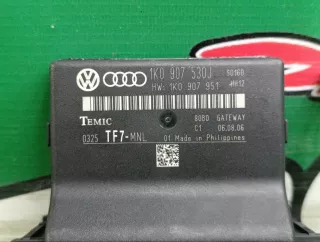 1K0 907 530J
HW: 1K0 907 951
TEMIC
80B0 GATEWAY
C1 06.08.06
0325 TF7-MNL
01 Made in Philippines